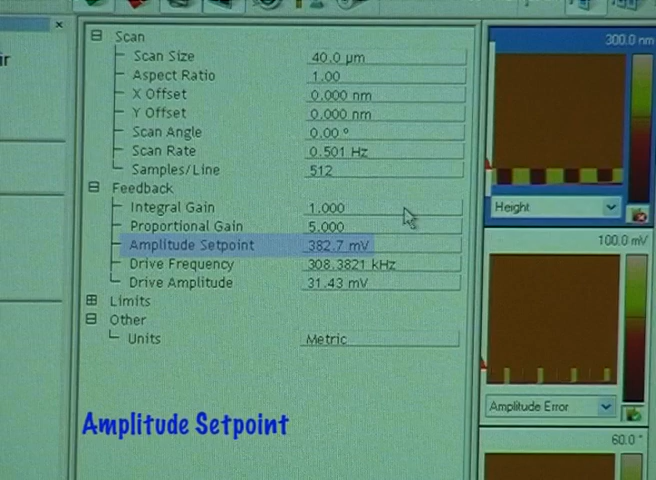 ir
Scan
Scan Size 40.0 µm
Aspect Ratio 1.00
X Offset 0.000 nm
Y Offset 0.000 nm
Scan Angle 0.00 °
Scan Rate 0.501 Hz
Samples/Line 512
Feedback
Integral Gain 1.000
Proportional Gain 5.000
Amplitude Setpoint 382.7 mV
Drive Frequency 308.3821 kHz
Drive Amplitude 31.43 mV
Limits
Other
Units Metric
300.0 nm
Height
100.0 mV
Amplitude Error
60.0 °
Amplitude Setpoint